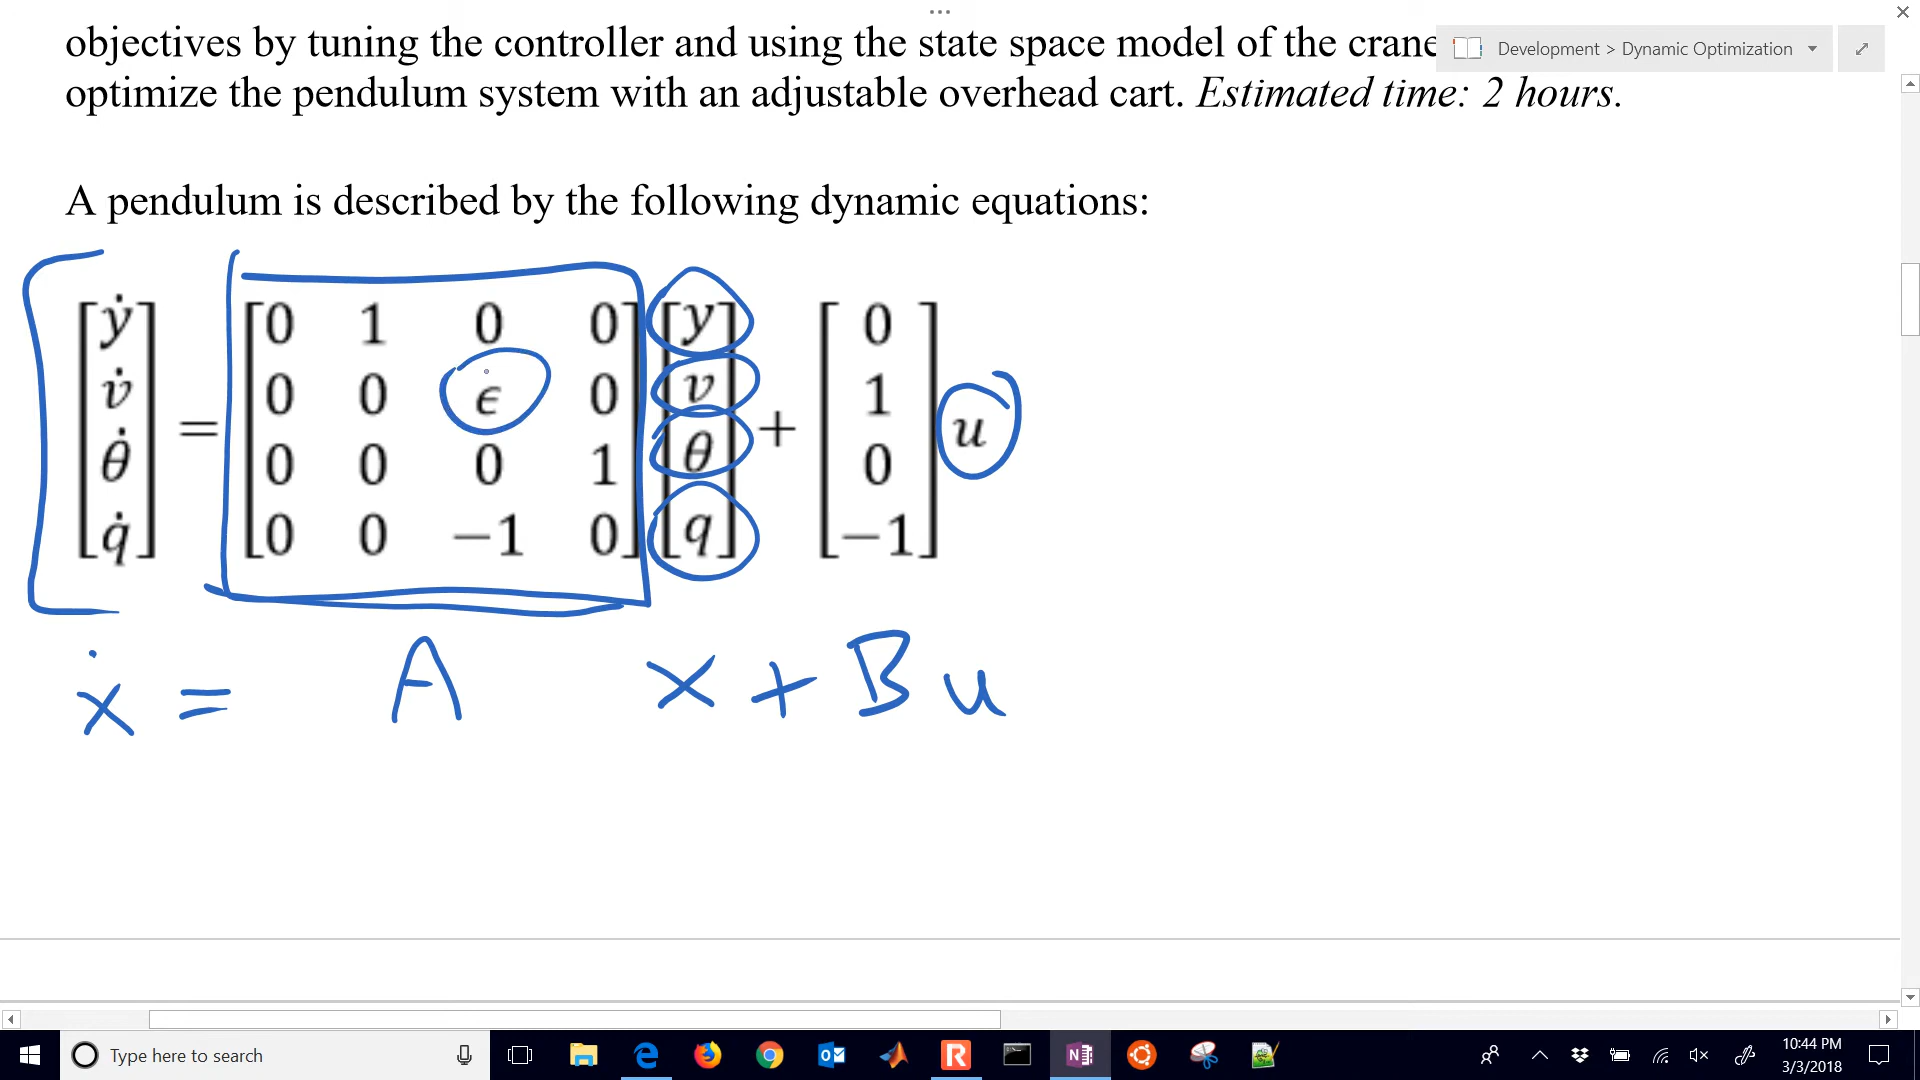 objectives by tuning the controller and using the state space model of the crane
Development > Dynamic Optimization
optimize the pendulum system with an adjustable overhead cart. Estimated time: 2 hours.
A pendulum is described by the following dynamic equations:
[ẏ] [0 1 0 0] [y] [0]
[v̇] [0 0 ϵ 0] [v] [1]
= + u
[θ̇] [0 0 0 1] [θ] [0]
[q̇] [0 0 −1 0] [q] [−1]
ẋ = A x + B u
Type here to search
10:44 PM
3/3/2018